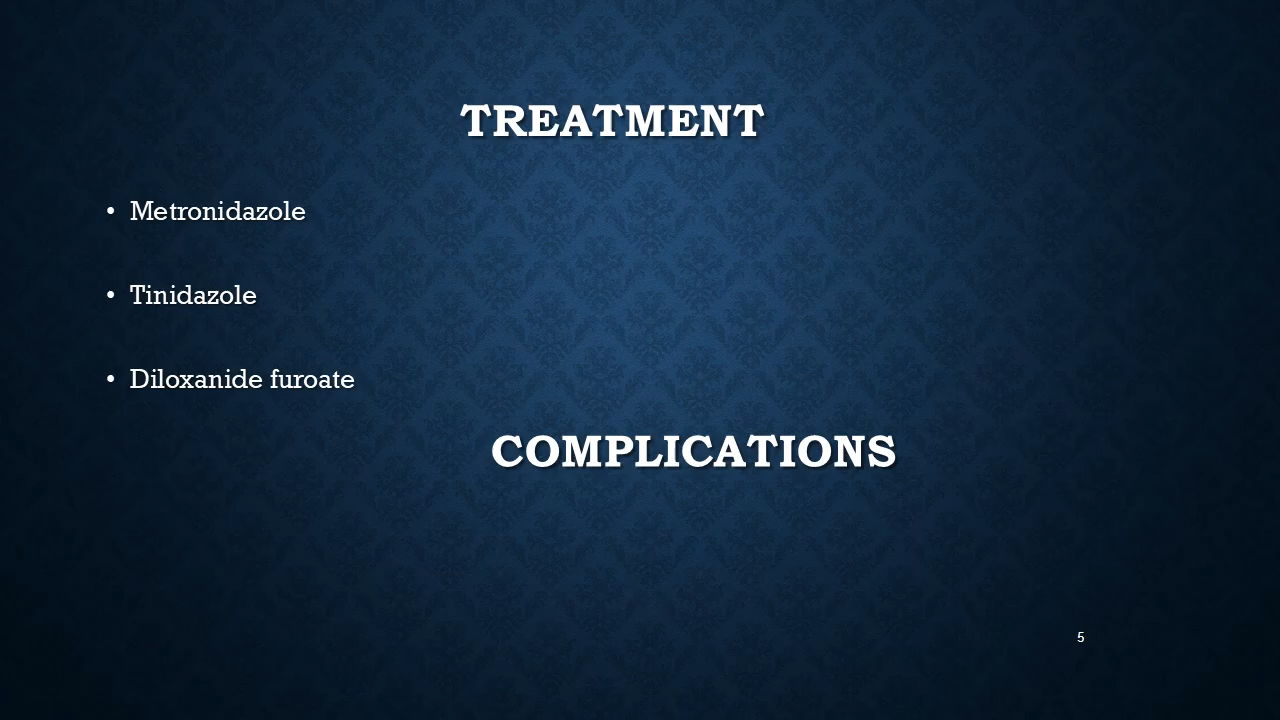 TREATMENT
• Metronidazole
• Tinidazole
• Diloxanide furoate
COMPLICATIONS
5